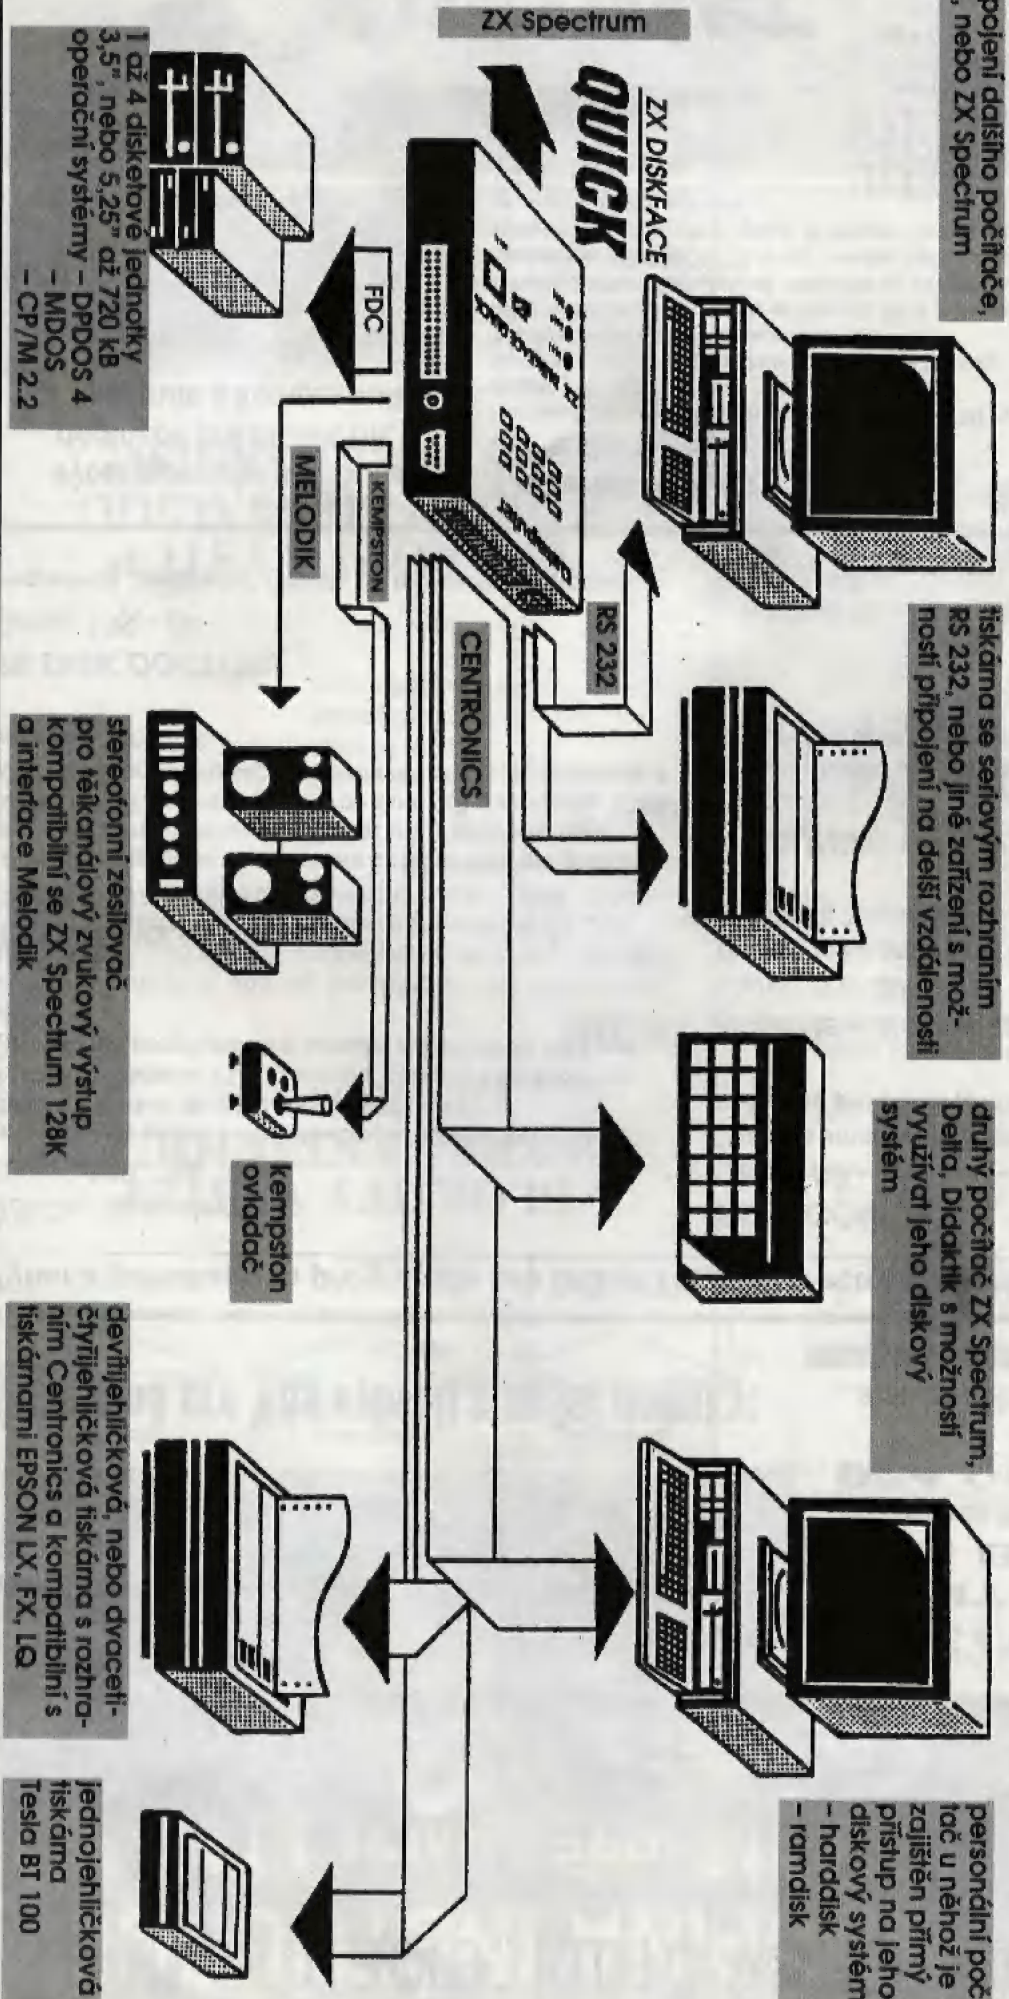 pojení dalšího počítače,
, nebo ZX Spectrum
tiskárna se seriovým rozhraním
RS 232, nebo jiné zařízení s mož-
ností připojení na delší vzdálenosti
druhý počítač ZX Spectrum,
Delta, Didaktik s možností
využívat jeho diskový
systém
personální poč
tač u něhož je
zajištěn přímý
přístup na jeho
diskový systém
- harddisk
- ramdisk
ZX Spectrum
ZX DISKFACE
QUICK
ZX DISKFACE QUICK
computer
RS 232
CENTRONICS
FDC
KEMPSTON
MELODIK
1 až 4 disketové jednotky
3,5", nebo 5,25" až 720 kB
operační systémy – DPDOS 4
– MDOS
– CP/M 2.2
stereofonní zesilovač
pro tříkanálový zvukový výstup
kompatibilní se ZX Spectrum 128K
a interface Melodik
kempston
ovladač
devítijehličková, nebo dvaceti-
čtyřijehličková tiskárna s rozhra-
ním Centronics a kompatibilní s
tiskárnami EPSON LX, FX, LQ
jednojehličková
tiskárna
Tesla BT 100